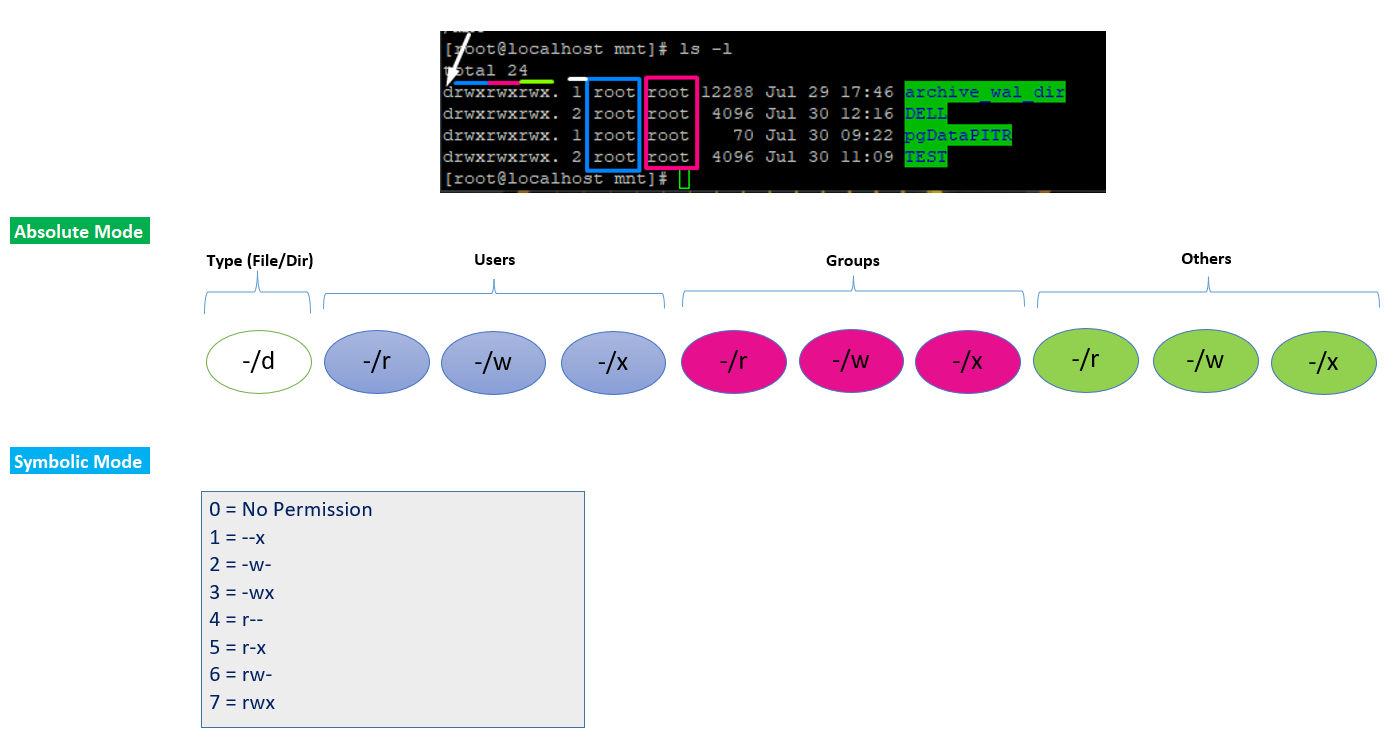 [root@localhost mnt]# ls -l
total 24
drwxrwxrwx. 1 root root 12288 Jul 29 17:46 archive_wal_dir
drwxrwxrwx. 2 root root 4096 Jul 30 12:16 DELL
drwxrwxrwx. 1 root root 70 Jul 30 09:22 pgDataPITR
drwxrwxrwx. 2 root root 4096 Jul 30 11:09 TEST
[root@localhost mnt]#
Absolute Mode
Type (File/Dir) Users Groups Others
-/d -/r -/w -/x -/r -/w -/x -/r -/w -/x
Symbolic Mode
0 = No Permission
1 = --x
2 = -w-
3 = -wx
4 = r--
5 = r-x
6 = rw-
7 = rwx